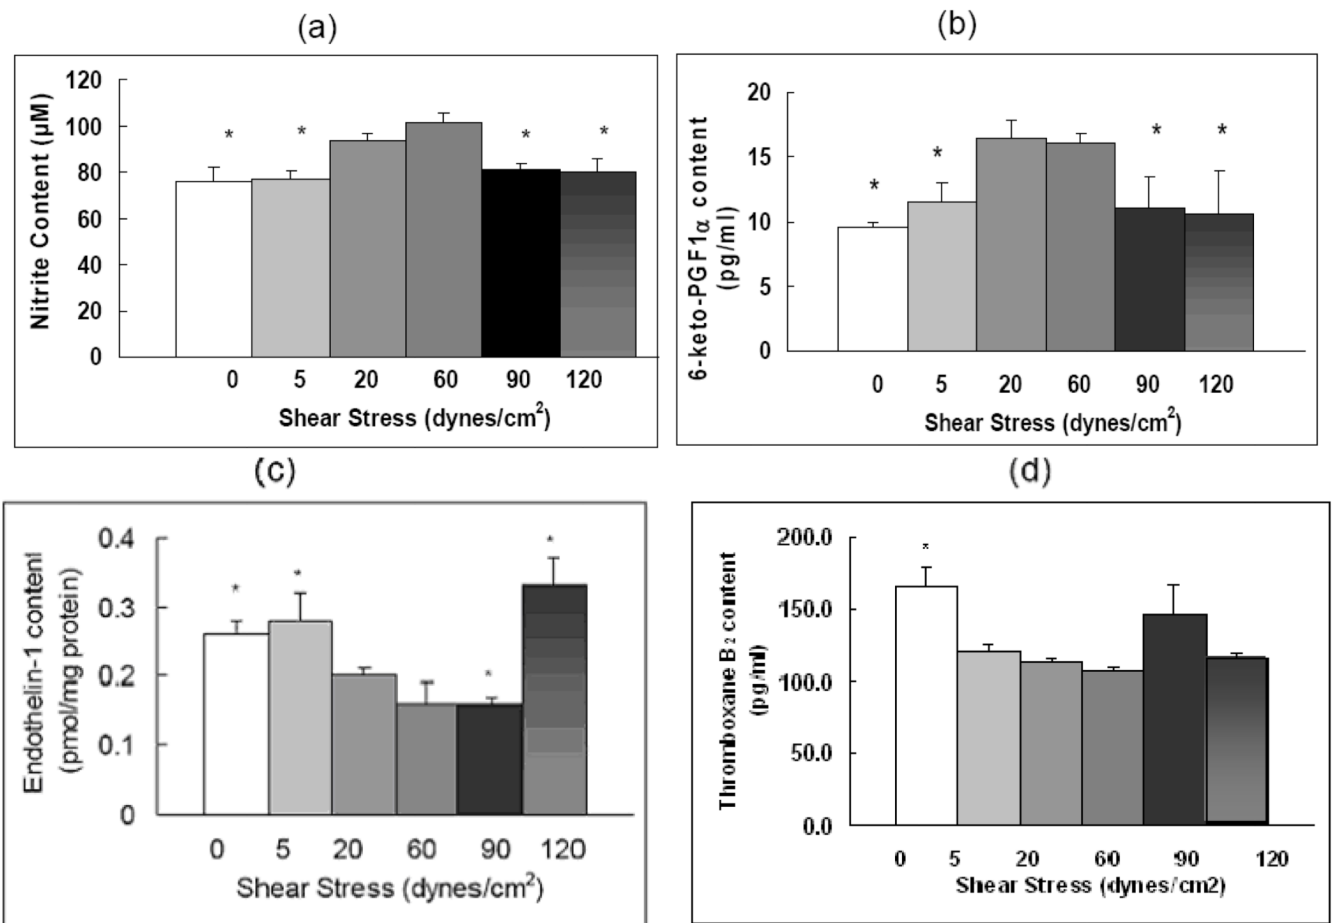 (a)
120
100
80
60
40
20
0
Nitrite Content (µM)
* * * *
0 5 20 60 90 120
Shear Stress (dynes/cm²)
(b)
20
15
10
5
0
6-keto-PGF1α content
(pg/ml)
* * * *
0 5 20 60 90 120
Shear Stress (dynes/cm²)
(c)
0.4
0.3
0.2
0.1
0
Endothelin-1 content
(pmol/mg protein)
* * * *
0 5 20 60 90 120
Shear Stress (dynes/cm²)
(d)
200.0
150.0
100.0
50.0
0.0
Thromboxane B₂ content
(pg/ml)
*
0 5 20 60 90 120
Shear Stress (dynes/cm2)